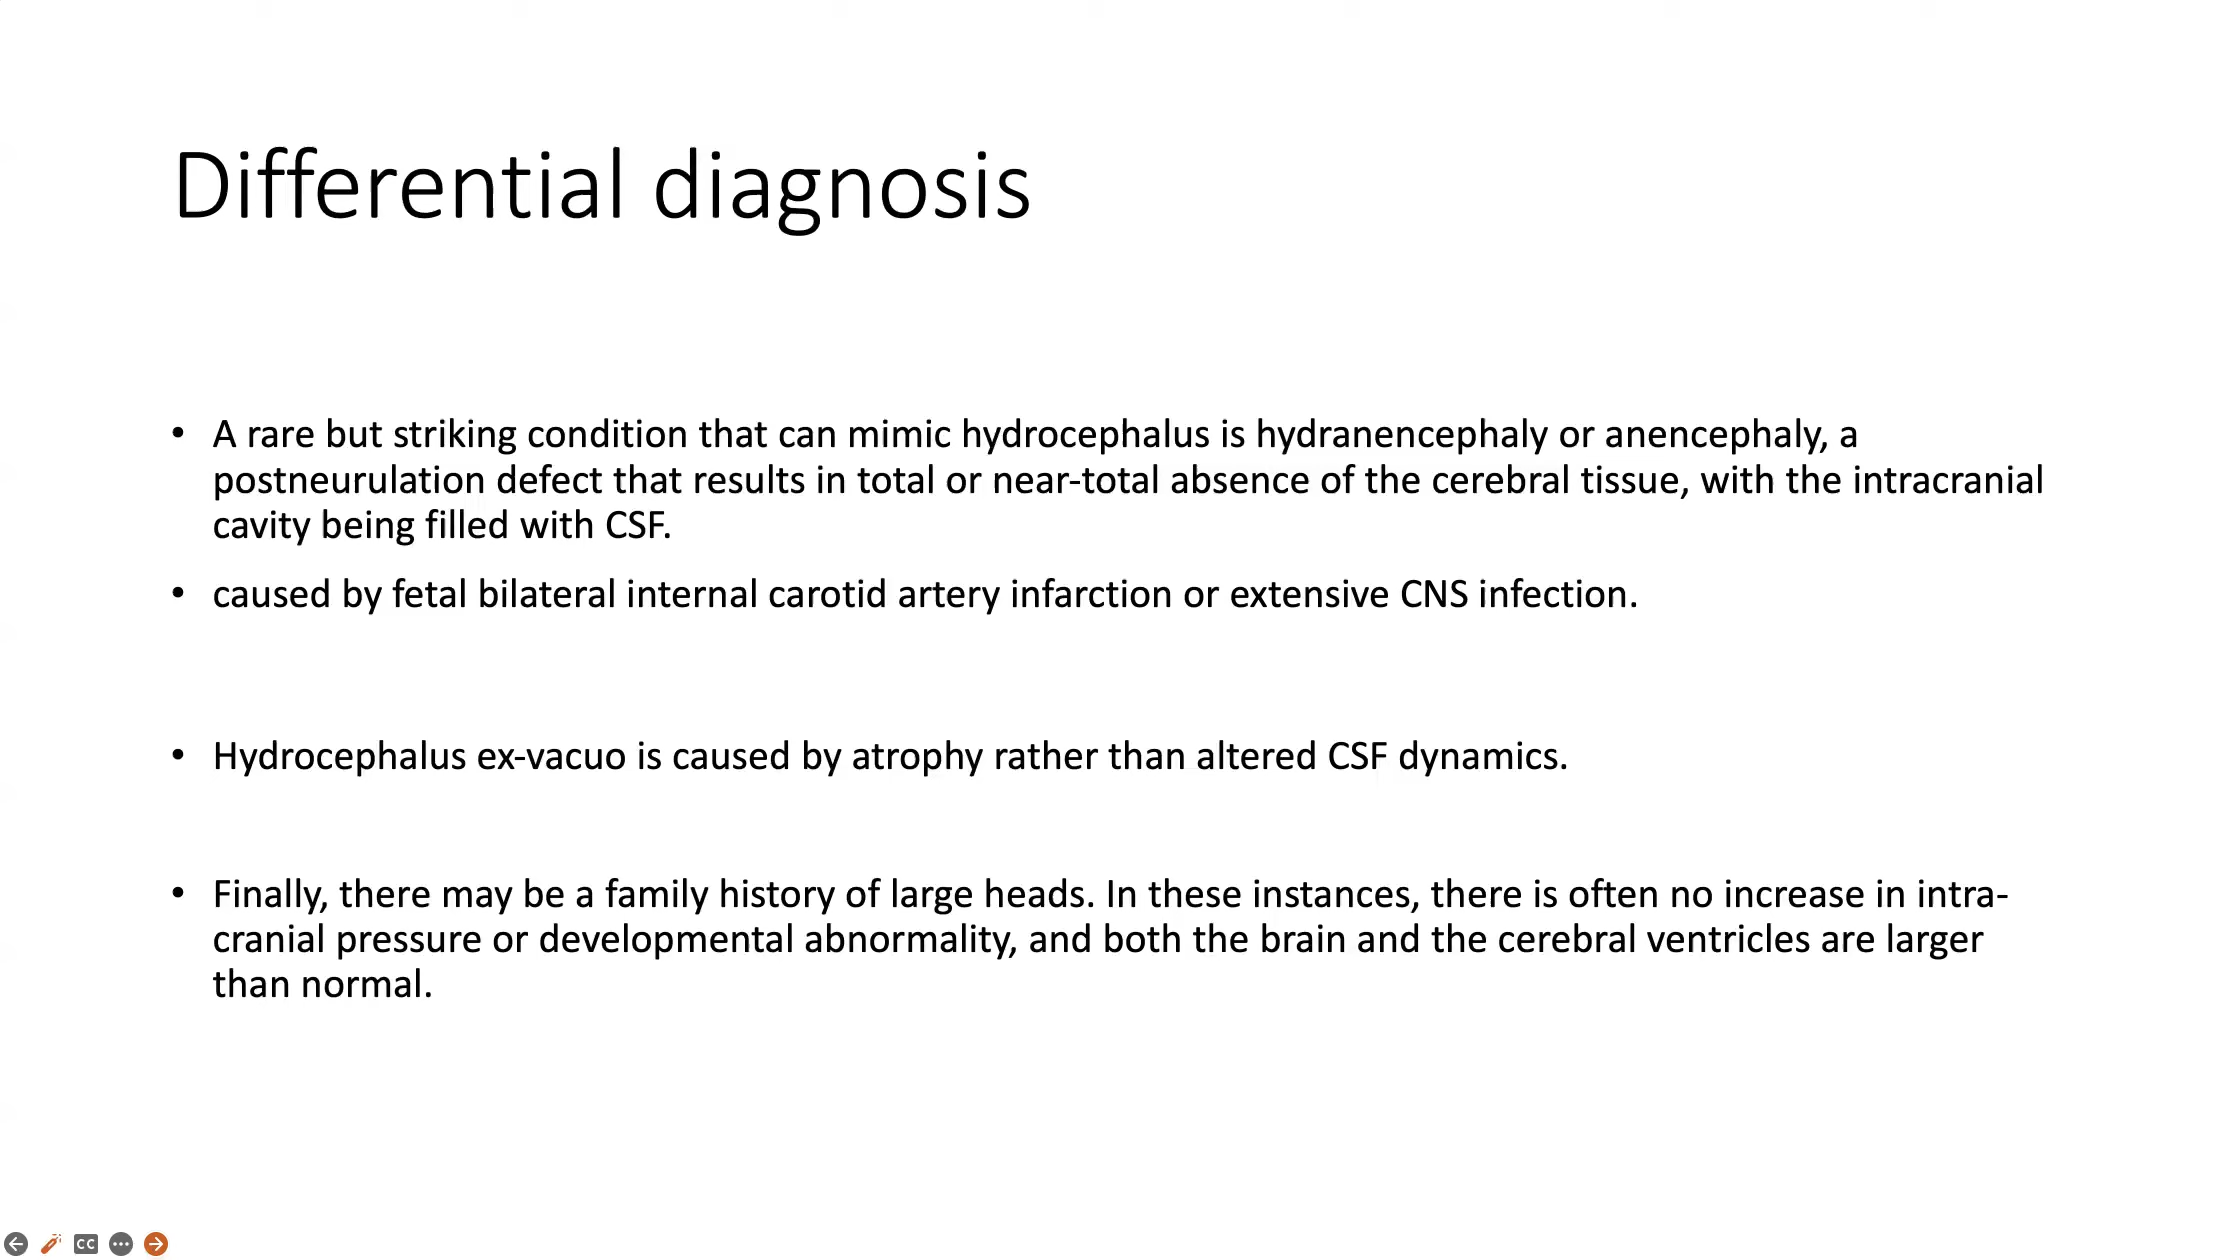 Differential diagnosis
• A rare but striking condition that can mimic hydrocephalus is hydranencephaly or anencephaly, a
postneurulation defect that results in total or near-total absence of the cerebral tissue, with the intracranial
cavity being filled with CSF.
• caused by fetal bilateral internal carotid artery infarction or extensive CNS infection.
• Hydrocephalus ex-vacuo is caused by atrophy rather than altered CSF dynamics.
• Finally, there may be a family history of large heads. In these instances, there is often no increase in intra-
cranial pressure or developmental abnormality, and both the brain and the cerebral ventricles are larger
than normal.
CC